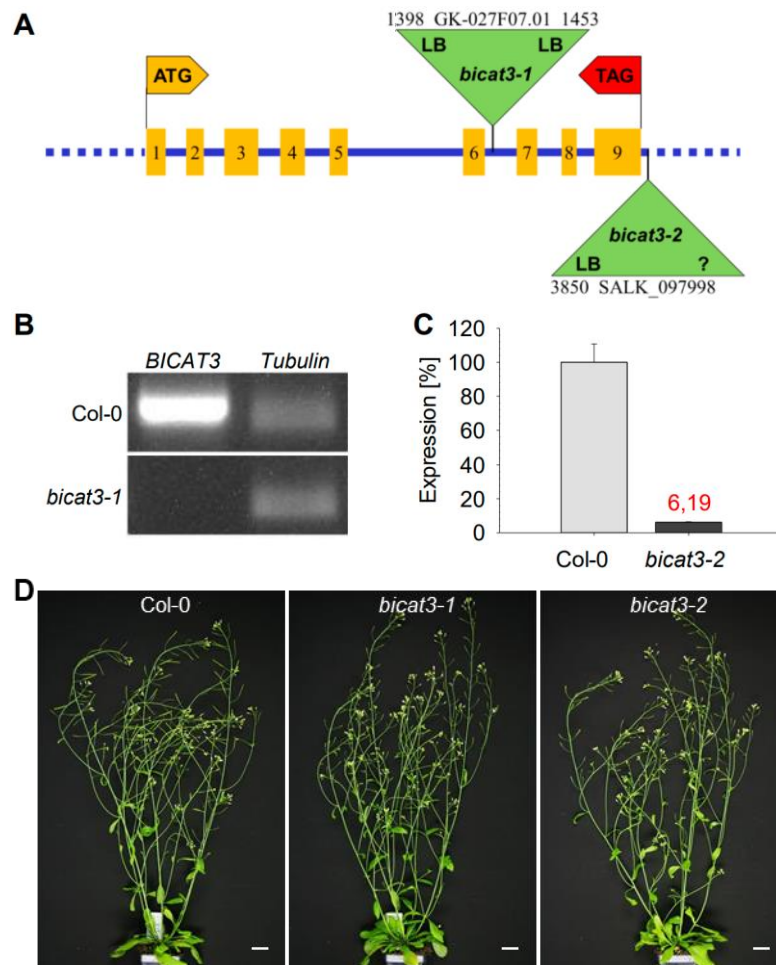 A
1398 GK-027F07.01 1453
LB LB
bicat3-1
ATG
TAG
1 2 3 4 5 6 7 8 9
bicat3-2
LB ?
3850 SALK_097998
B
BICAT3 Tubulin
Col-0
bicat3-1
C
Expression [%]
120
100
80
60
40
20
0
6,19
Col-0 bicat3-2
D
Col-0 bicat3-1 bicat3-2